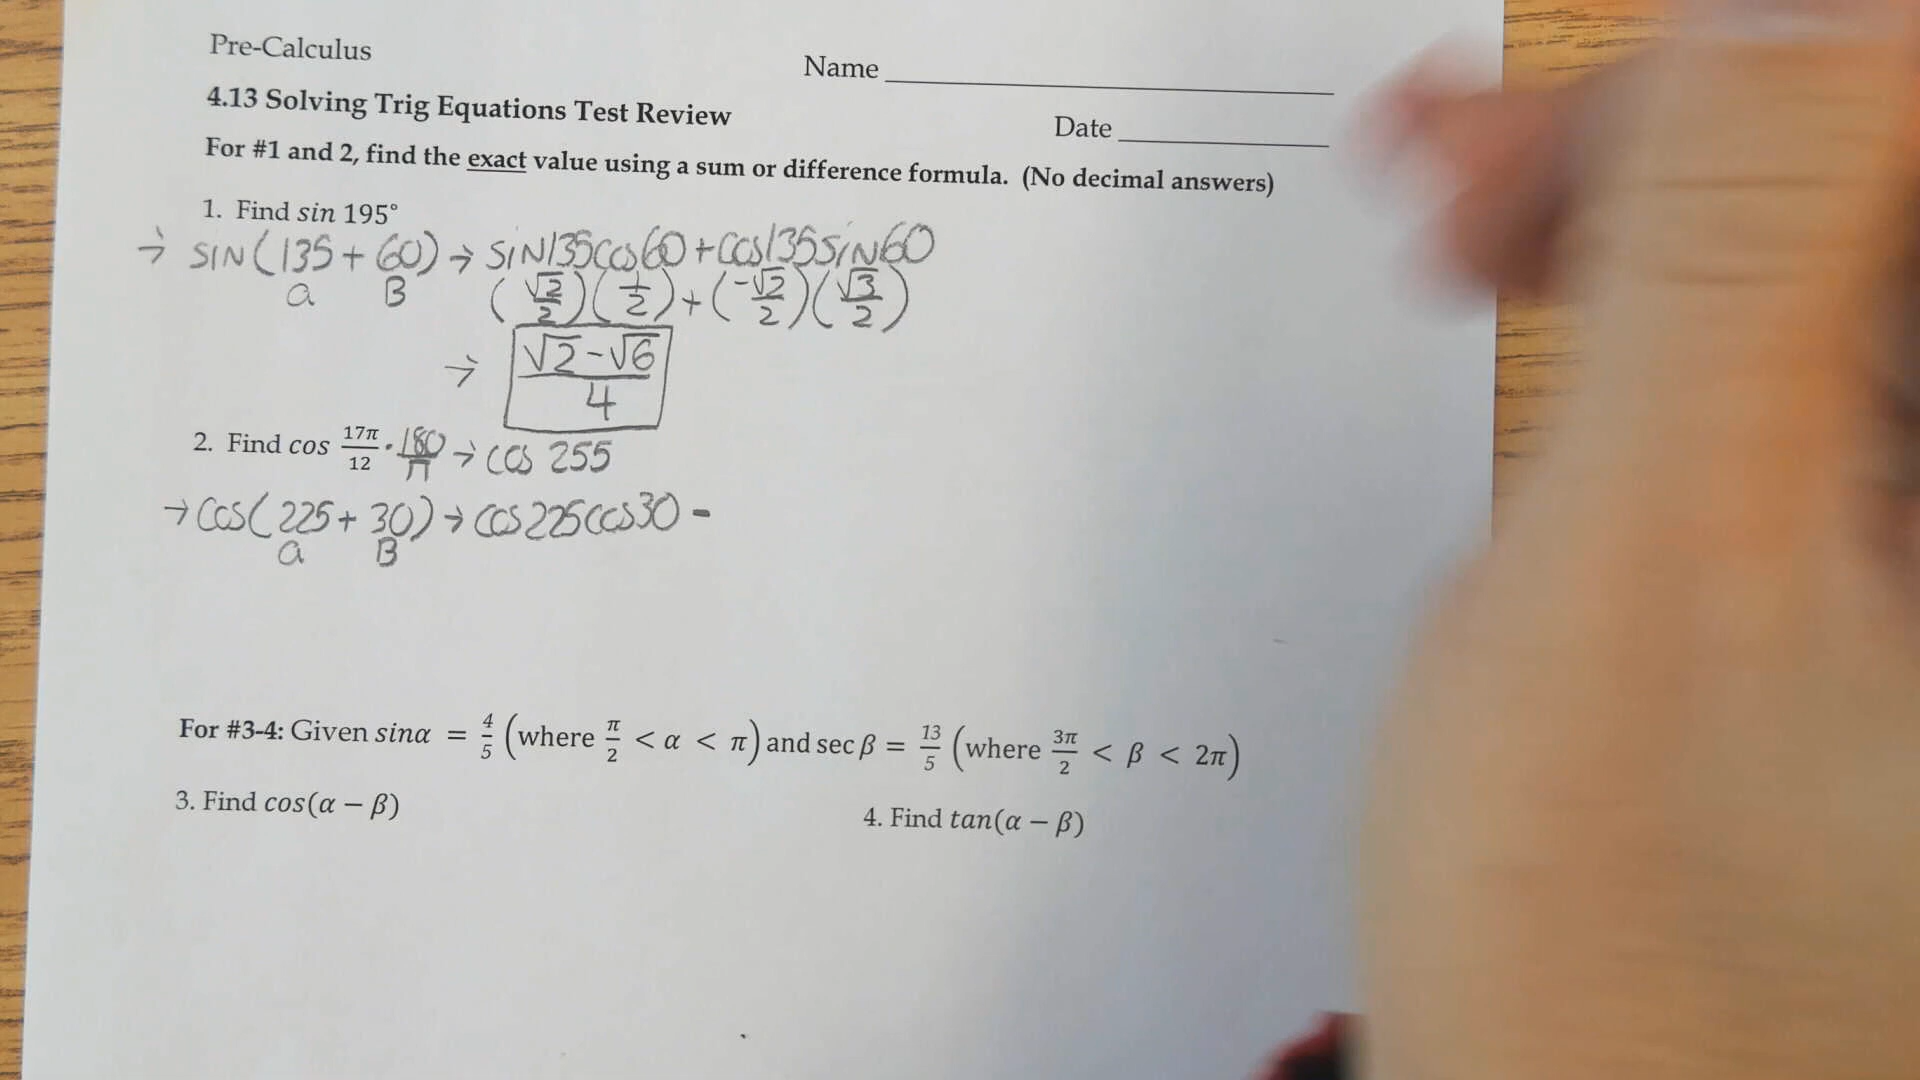 Pre-Calculus
Name
4.13 Solving Trig Equations Test Review
Date
For #1 and 2, find the exact value using a sum or difference formula. (No decimal answers)
1. Find sin 195°
→ SIN(135 + 60) → SIN135cos60 + cos135SIN60
a B (√2/2)(1/2) + (-√2/2)(√3/2)
→ √2-√6/4
2. Find cos 17π/12 · 180/π → cos 255
→ cos(225 + 30) → cos225cos30 -
a B
For #3-4: Given sinα = 4/5 (where π/2 < α < π) and sec β = 13/5 (where 3π/2 < β < 2π)
3. Find cos(α − β)
4. Find tan(α − β)